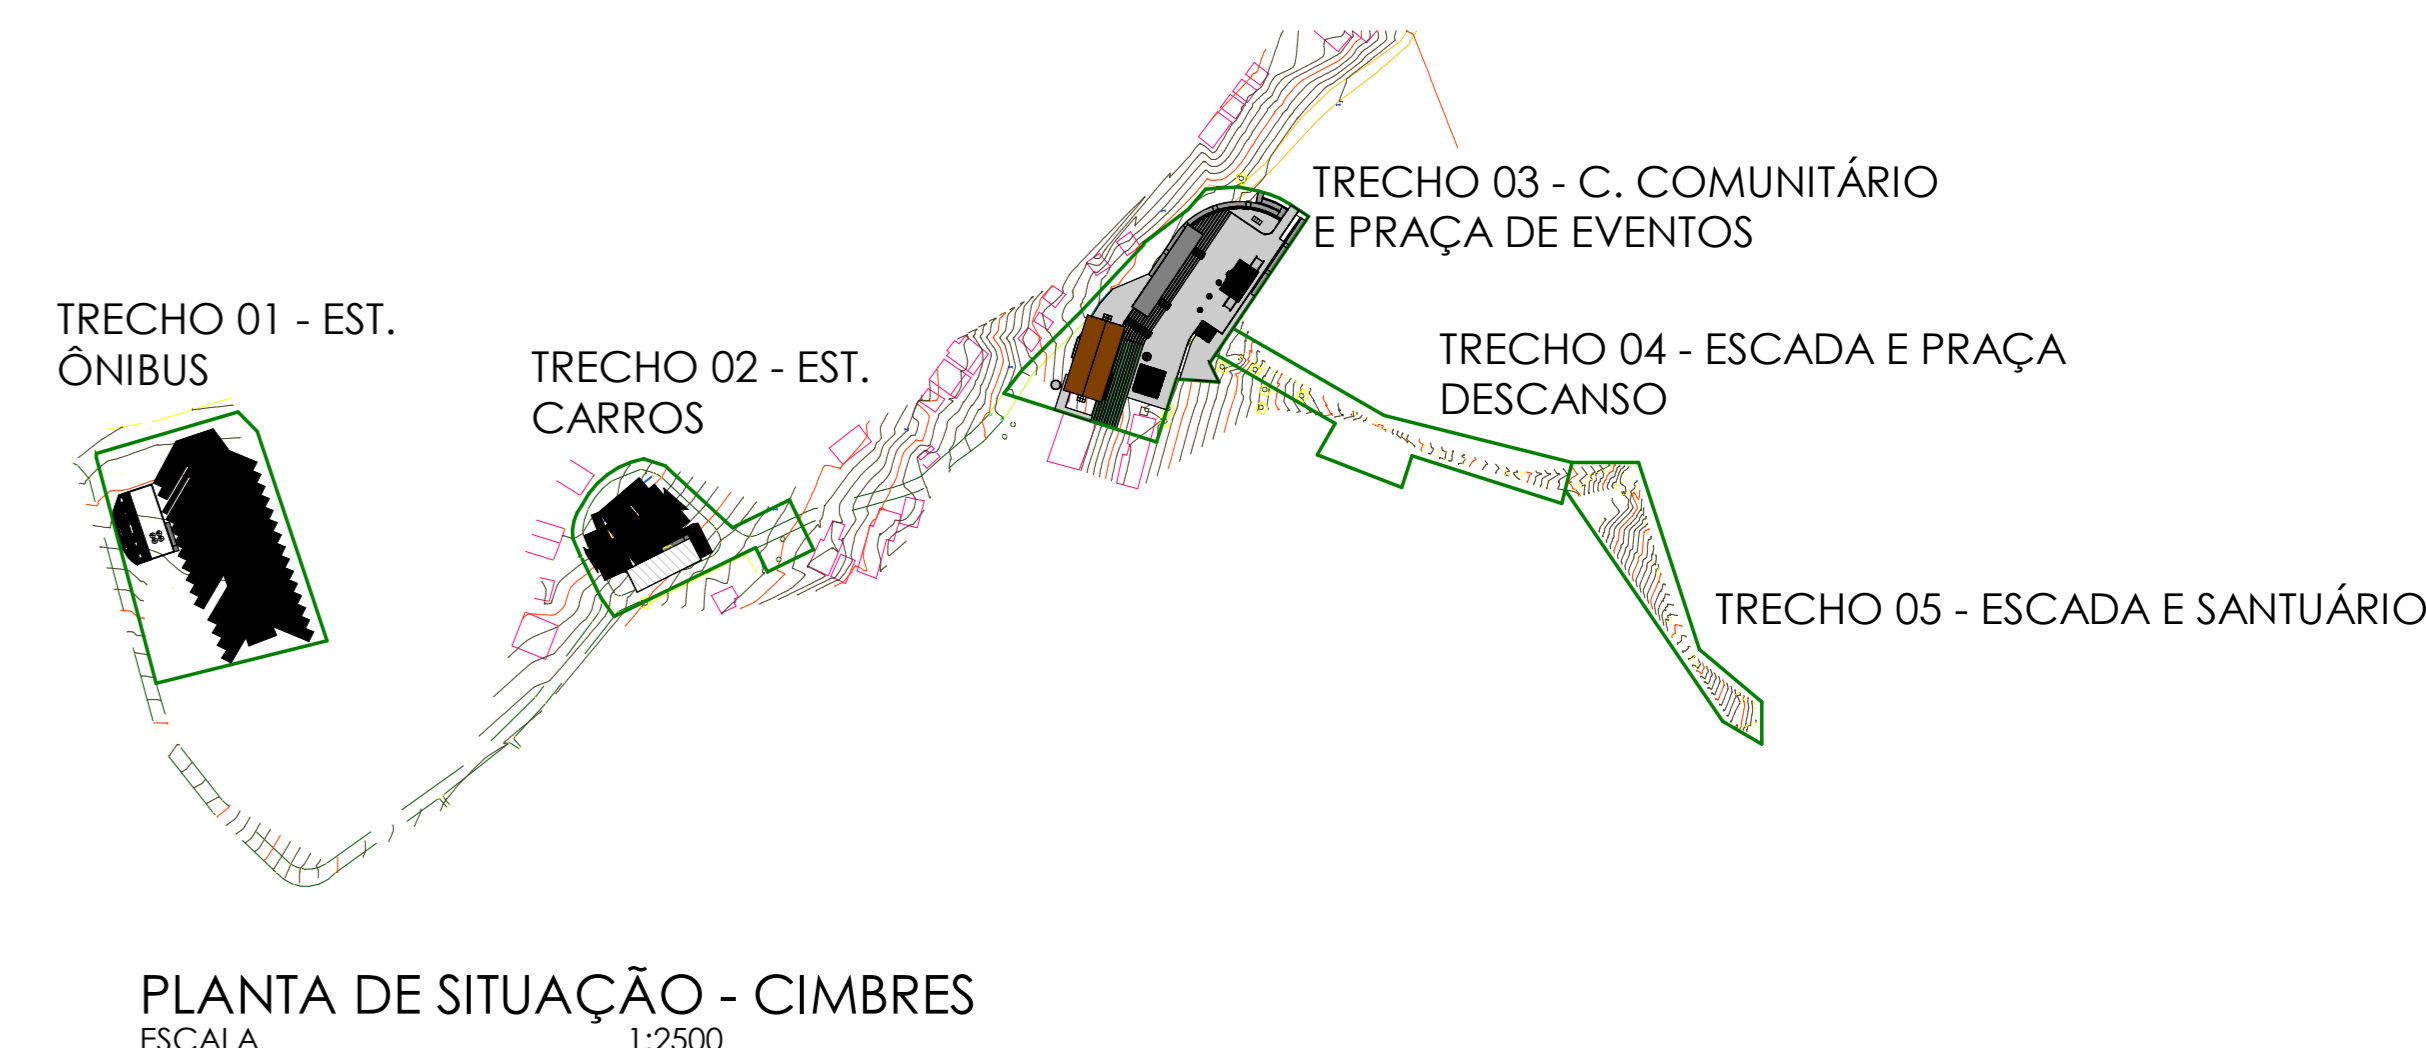 TRECHO 03 - C. COMUNITÁRIO
E PRAÇA DE EVENTOS
TRECHO 01 - EST.
ÔNIBUS
TRECHO 02 - EST.
CARROS
TRECHO 04 - ESCADA E PRAÇA
DESCANSO
TRECHO 05 - ESCADA E SANTUÁRIO
PLANTA DE SITUAÇÃO - CIMBRES
ESCALA 1:2500